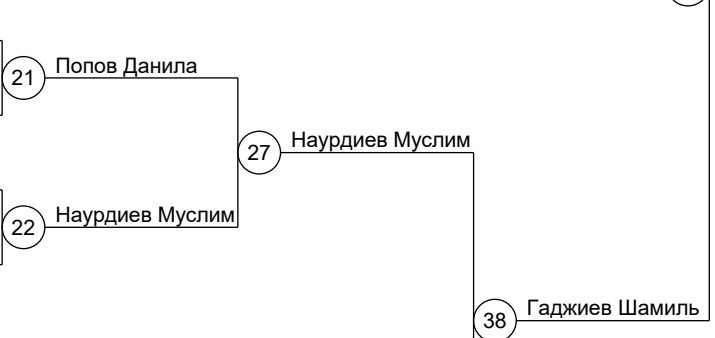 21 Попов Данила
27 Наурдиев Муслим
22 Наурдиев Муслим
38 Гаджиев Шамиль